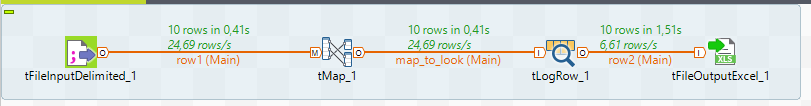 10 rows in 0,41s
24,69 rows/s
row1 (Main)
10 rows in 0,41s
24,69 rows/s
map_to_look (Main)
10 rows in 1,51s
6,61 rows/s
row2 (Main)
O
M
O
I
O
I
XLS
tFileInputDelimited_1
tMap_1
tLogRow_1
tFileOutputExcel_1